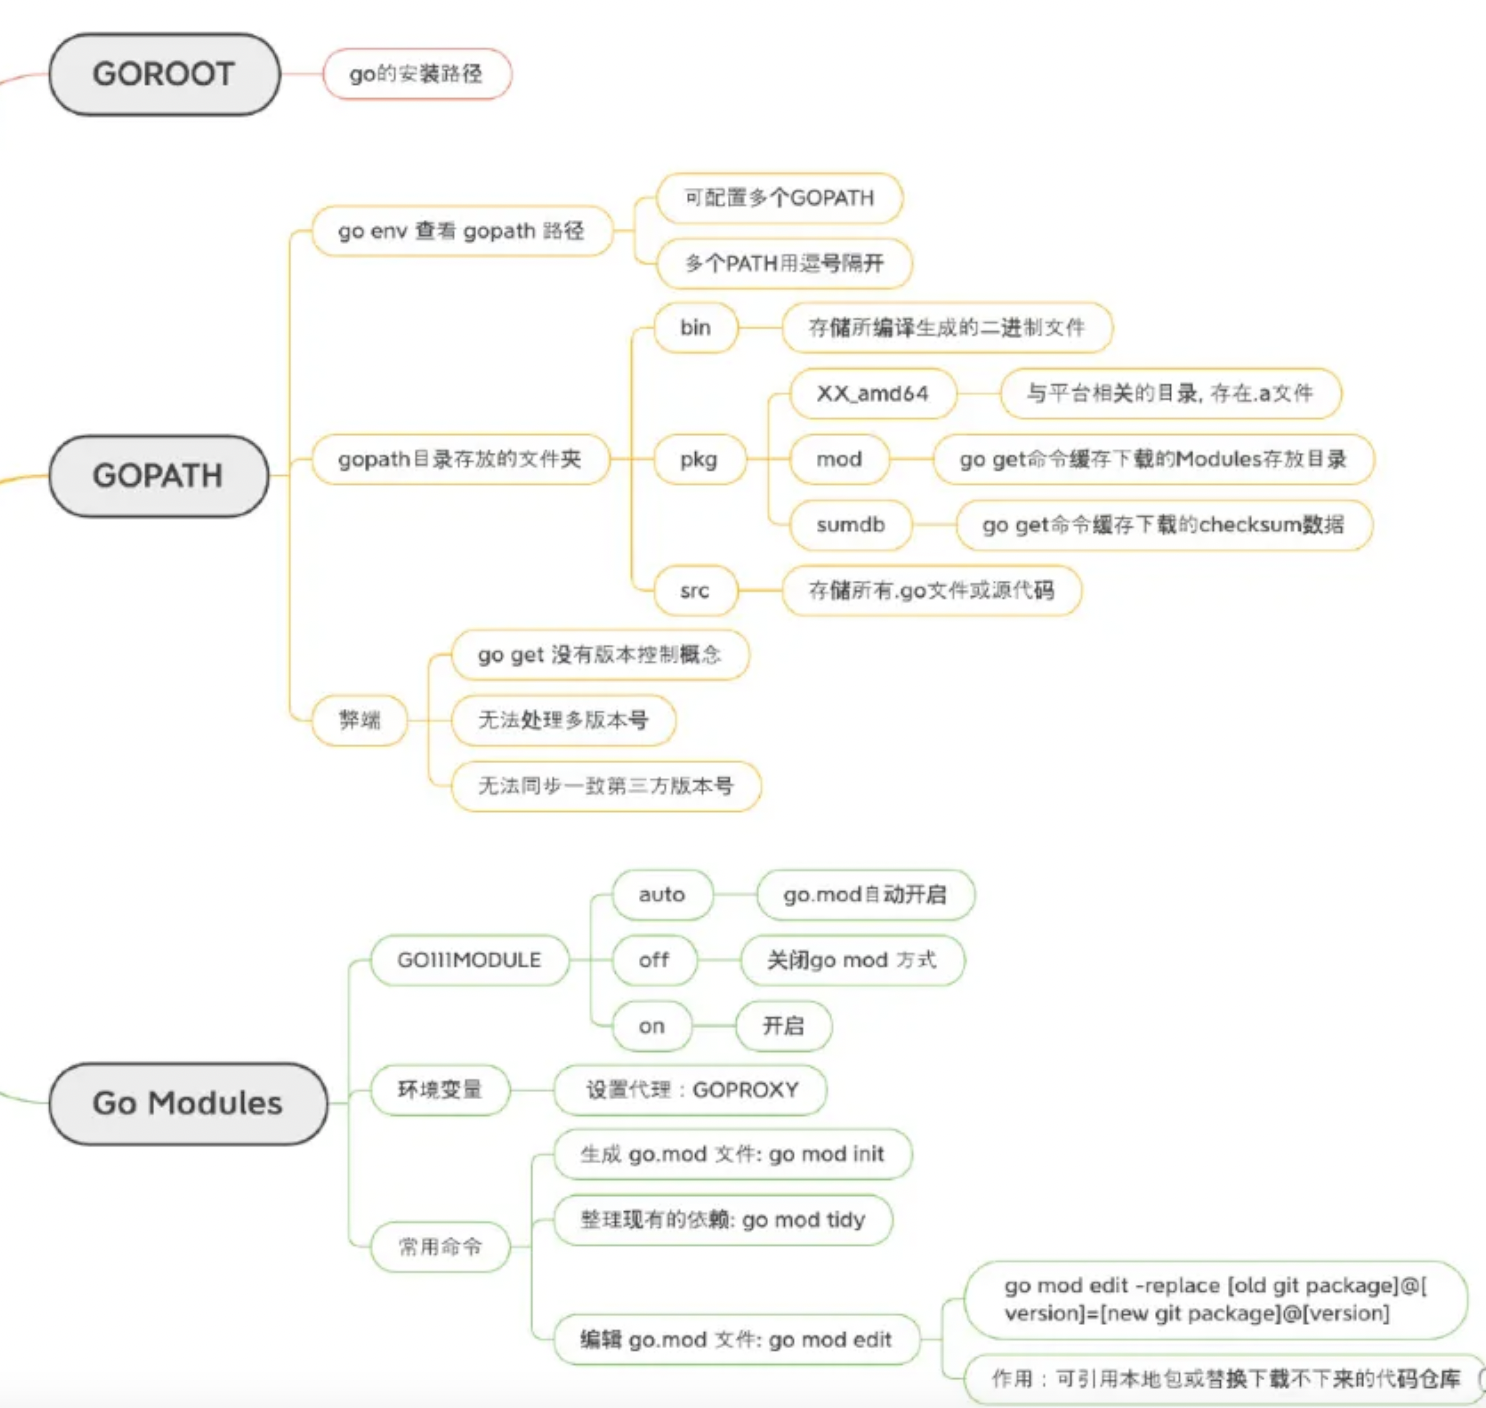 GOROOT
go的安装路径
GOPATH
go env 查看 gopath 路径
可配置多个GOPATH
多个PATH用逗号隔开
gopath目录存放的文件夹
bin
存储所编译生成的二进制文件
pkg
XX_amd64
与平台相关的目录, 存在.a文件
mod
go get命令缓存下载的Modules存放目录
sumdb
go get命令缓存下载的checksum数据
src
存储所有.go文件或源代码
弊端
go get 没有版本控制概念
无法处理多版本号
无法同步一致第三方版本号
Go Modules
GO111MODULE
auto
go.mod自动开启
off
关闭go mod 方式
on
开启
环境变量
设置代理：GOPROXY
常用命令
生成 go.mod 文件: go mod init
整理现有的依赖: go mod tidy
编辑 go.mod 文件: go mod edit
go mod edit -replace [old git package]@[
version]=[new git package]@[version]
作用：可引用本地包或替换下载不下来的代码仓库